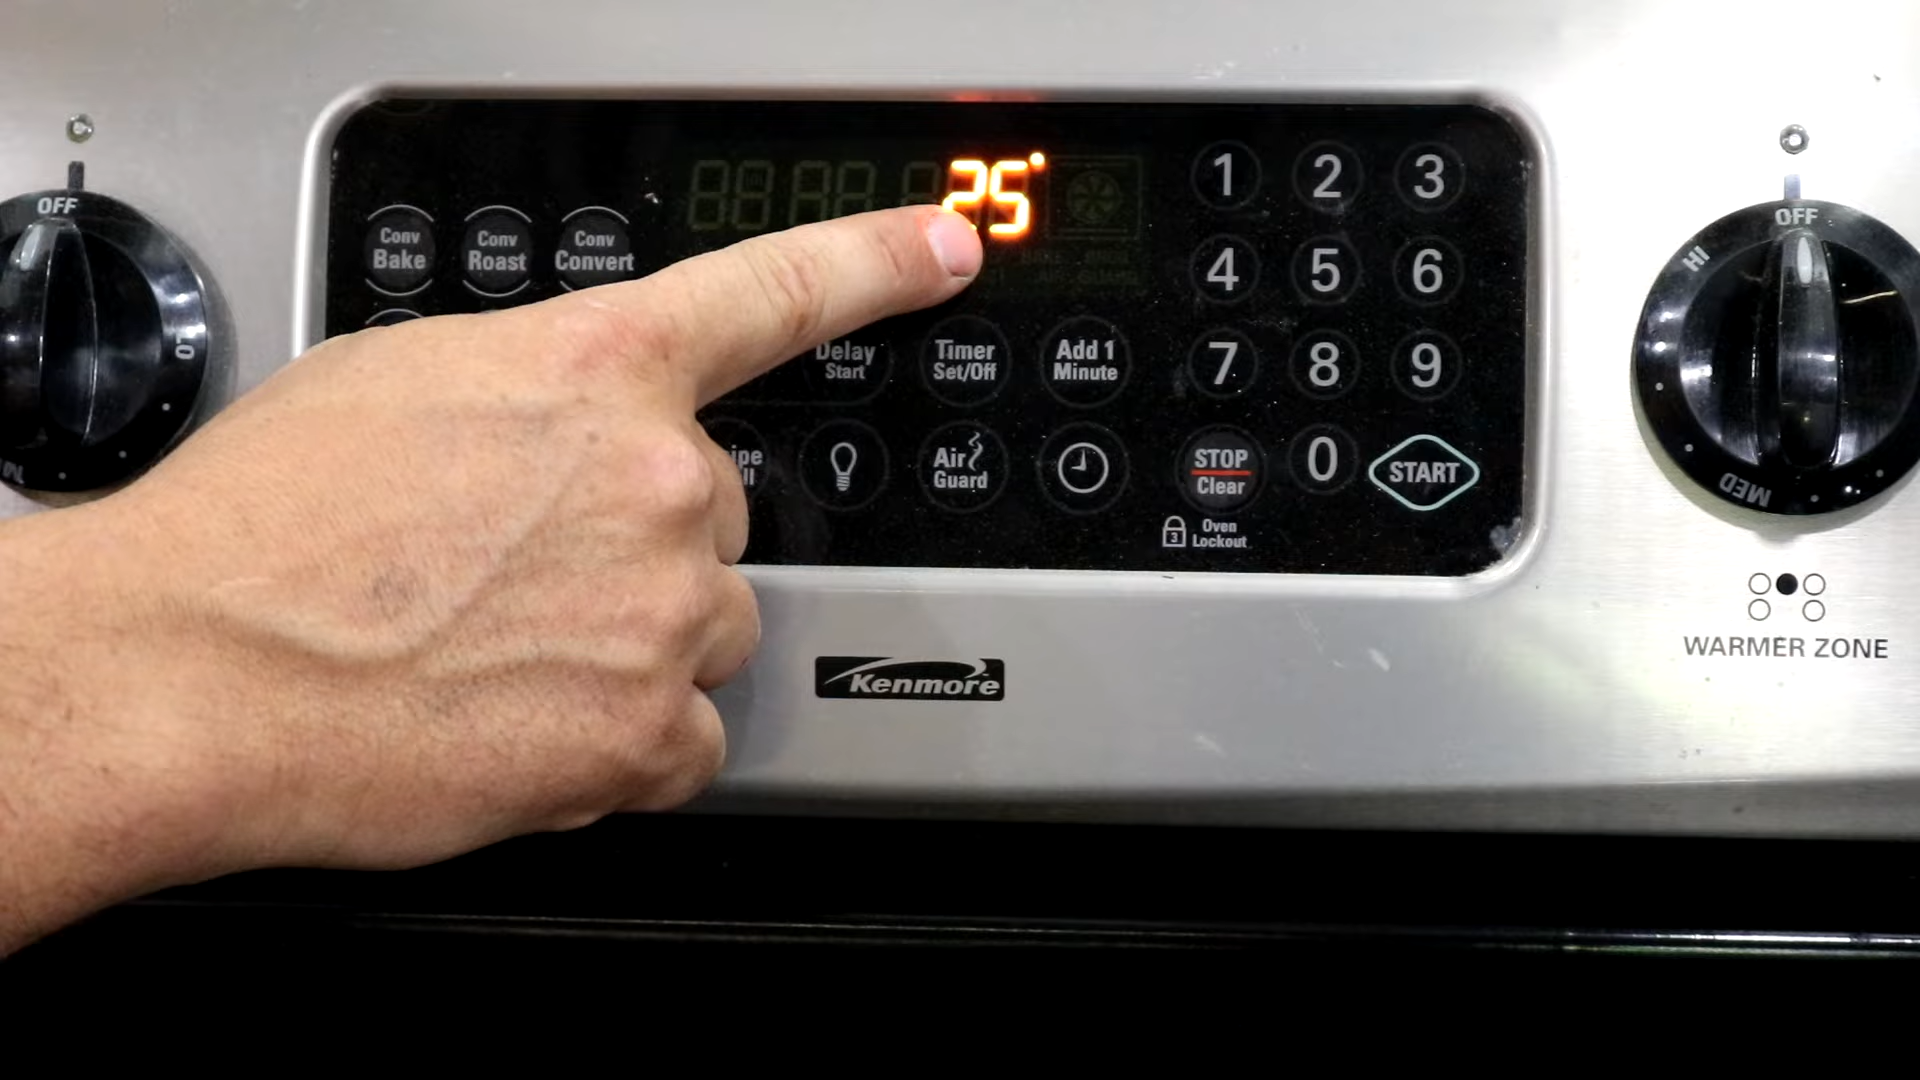 OFF
LO
25°
Conv
Bake
Conv
Roast
Conv
Convert
1 2 3
4 5 6
7 8 9
0
Delay
Start
Timer
Set/Off
Add 1
Minute
Air
Guard
STOP
Clear
START
3
Oven
Lockout
Kenmore
OFF
HI
MED
WARMER ZONE